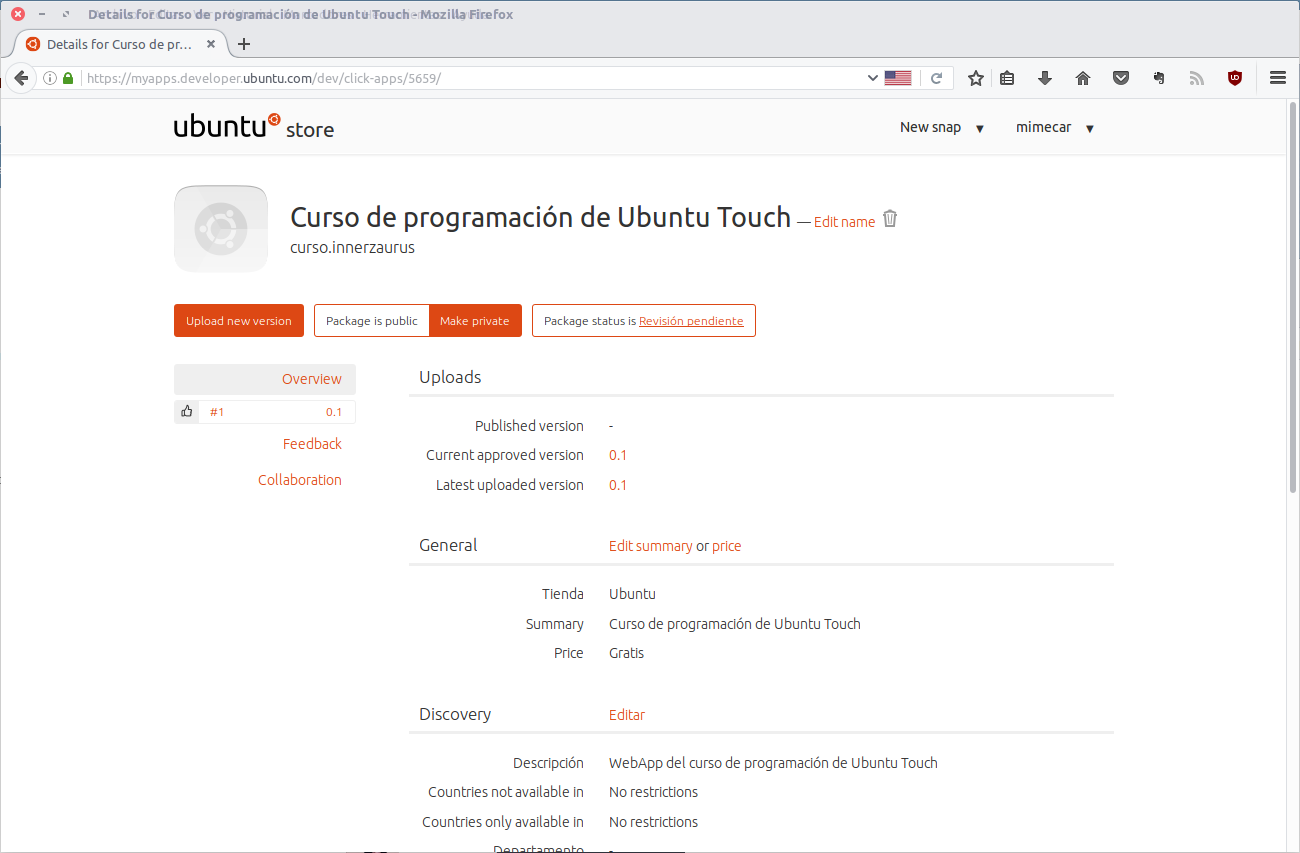 Details for Curso de programación de Ubuntu Touch - Mozilla Firefox
Details for Curso de pr...
https://myapps.developer.ubuntu.com/dev/click-apps/5659/
ubuntu store
New snap
mimecar
Curso de programación de Ubuntu Touch — Edit name
curso.innerzaurus
Upload new version
Package is public
Make private
Package status is Revisión pendiente
Overview
#1 0.1
Feedback
Collaboration
Uploads
Published version -
Current approved version 0.1
Latest uploaded version 0.1
General Edit summary or price
Tienda Ubuntu
Summary Curso de programación de Ubuntu Touch
Price Gratis
Discovery Editar
Descripción WebApp del curso de programación de Ubuntu Touch
Countries not available in No restrictions
Countries only available in No restrictions
Departamento